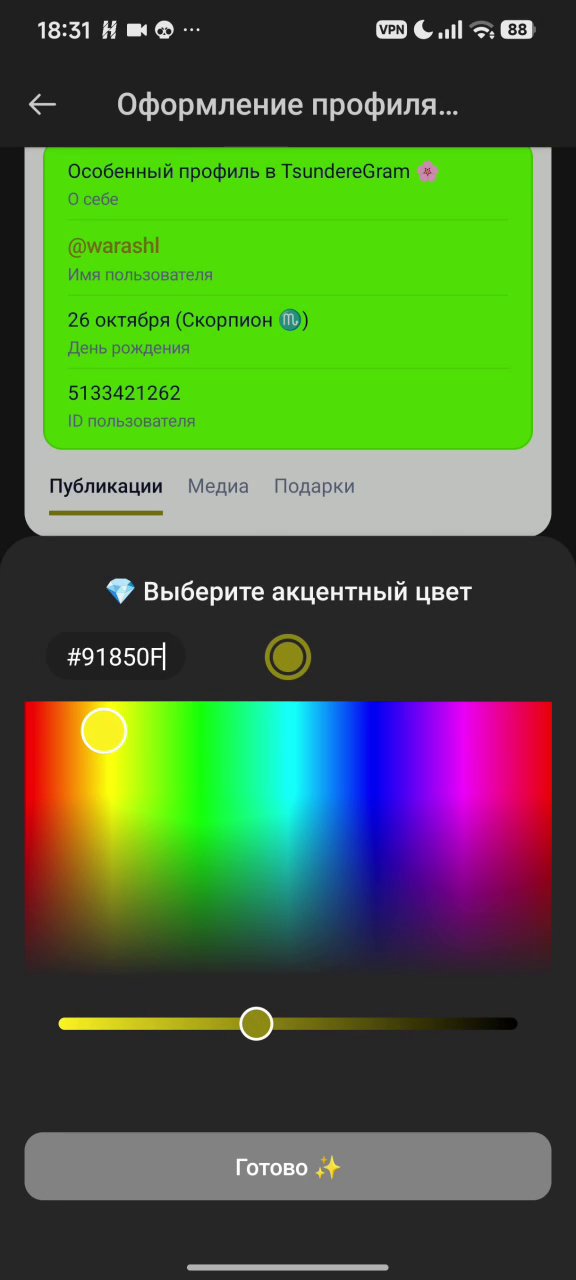 18:31
VPN
88
Оформление профиля...
Особенный профиль в TsundereGram 🌸
О себе
@warashl
Имя пользователя
26 октября (Скорпион ♏)
День рождения
5133421262
ID пользователя
Публикации Медиа Подарки
💎 Выберите акцентный цвет
#91850F
Готово ✨